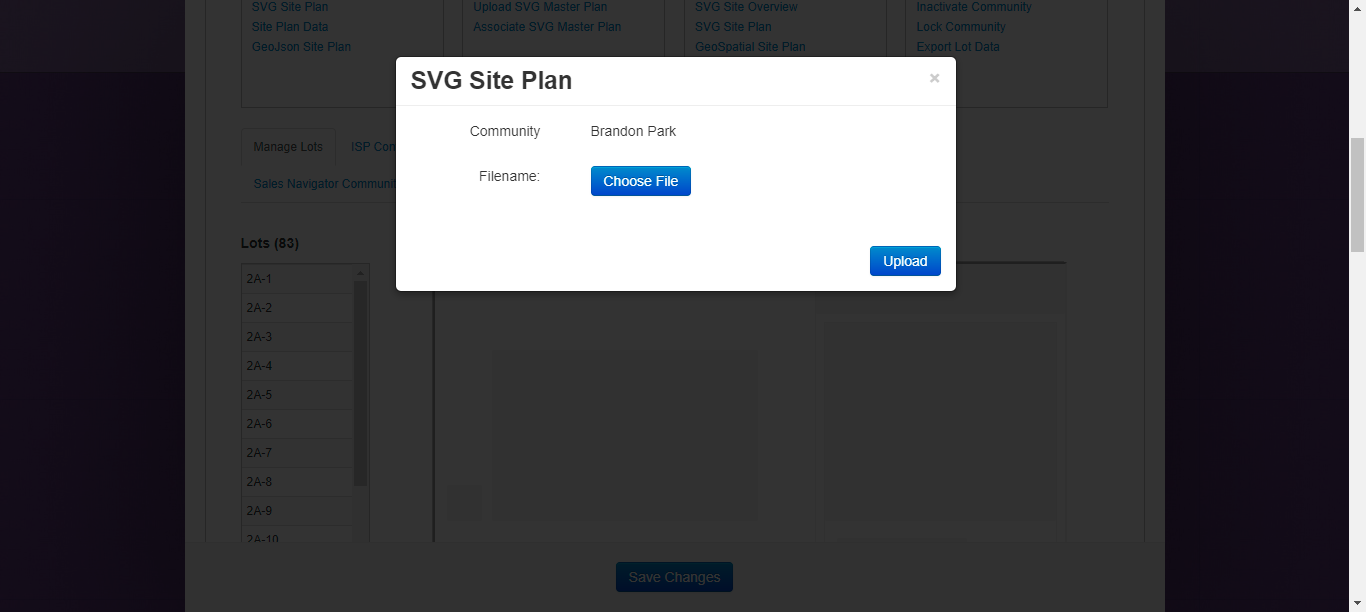 SVG Site Plan
Upload SVG Master Plan
SVG Site Overview
Inactivate Community
Site Plan Data
Associate SVG Master Plan
SVG Site Plan
Lock Community
GeoJson Site Plan
GeoSpatial Site Plan
Export Lot Data
SVG Site Plan
×
Community
Brandon Park
Filename:
Choose File
Upload
Manage Lots
ISP Con
Sales Navigator Communit
Lots (83)
2A-1
2A-2
2A-3
2A-4
2A-5
2A-6
2A-7
2A-8
2A-9
2A-10
Save Changes